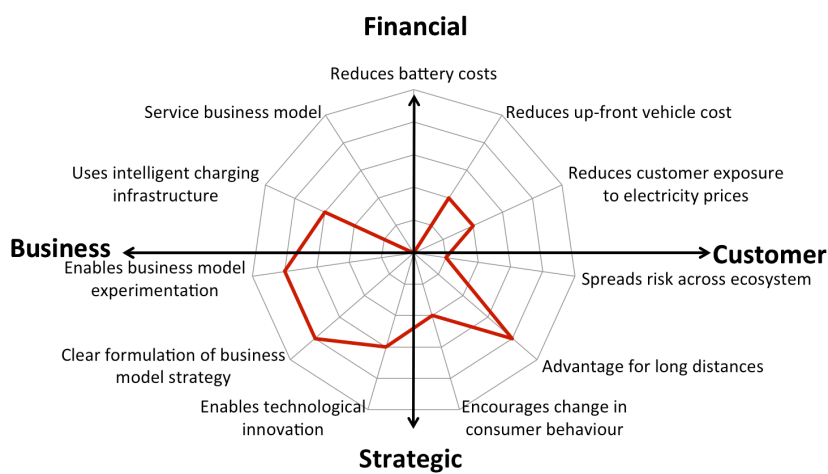 Financial
Reduces battery costs
Service business model
Reduces up-front vehicle cost
Uses intelligent charging
infrastructure
Reduces customer exposure
to electricity prices
Business
Customer
Enables business model
experimentation
Spreads risk across ecosystem
Clear formulation of business
model strategy
Advantage for long distances
Enables technological
innovation
Encourages change in
consumer behaviour
Strategic